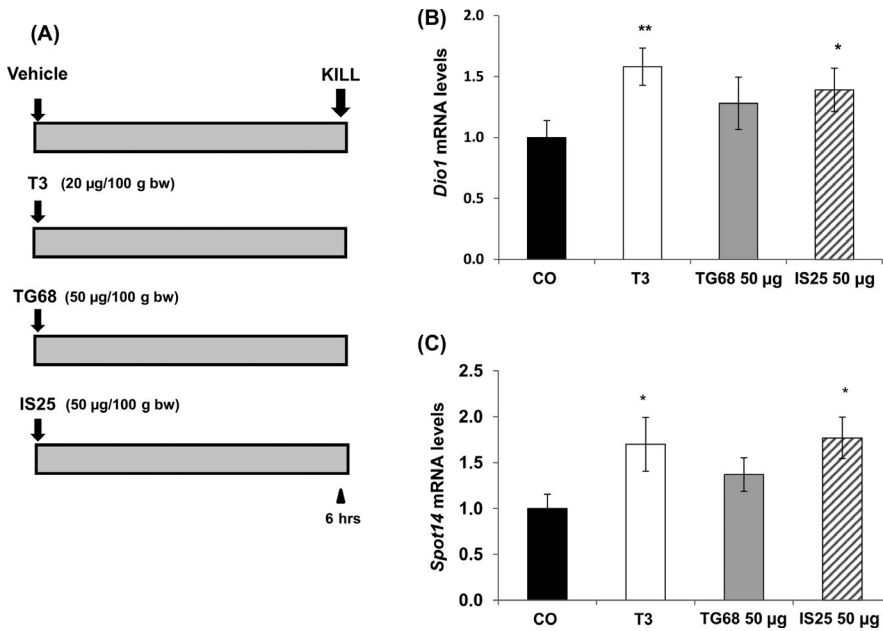 (A)
Vehicle
KILL
T3 (20 µg/100 g bw)
TG68 (50 µg/100 g bw)
IS25 (50 µg/100 g bw)
6 hrs
(B)
Dio1 mRNA levels
2.0
1.5
1.0
0.5
0.0
**
*
CO T3 TG68 50 µg IS25 50 µg
(C)
Spot14 mRNA levels
2.5
2.0
1.5
1.0
0.5
0.0
*
*
CO T3 TG68 50 µg IS25 50 µg